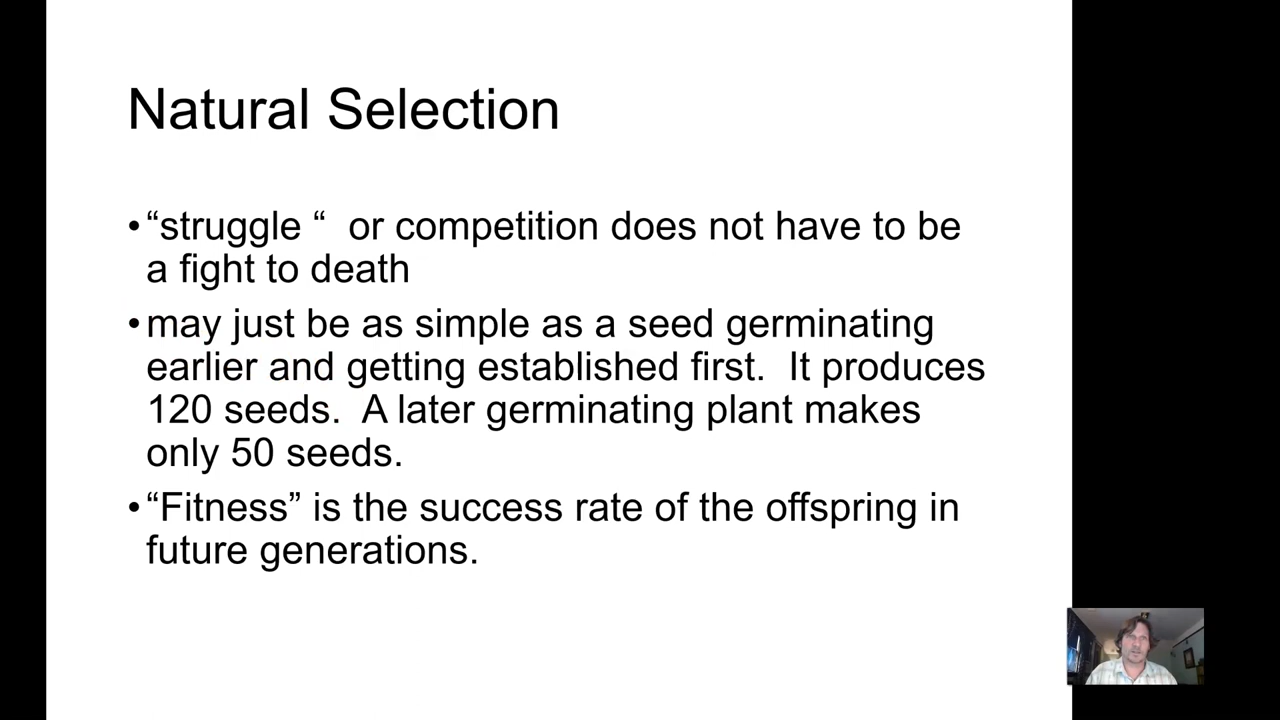 Natural Selection
•“struggle “  or competition does not have to be
a fight to death
•may just be as simple as a seed germinating
earlier and getting established first.  It produces
120 seeds.  A later germinating plant makes
only 50 seeds.
•“Fitness” is the success rate of the offspring in
future generations.